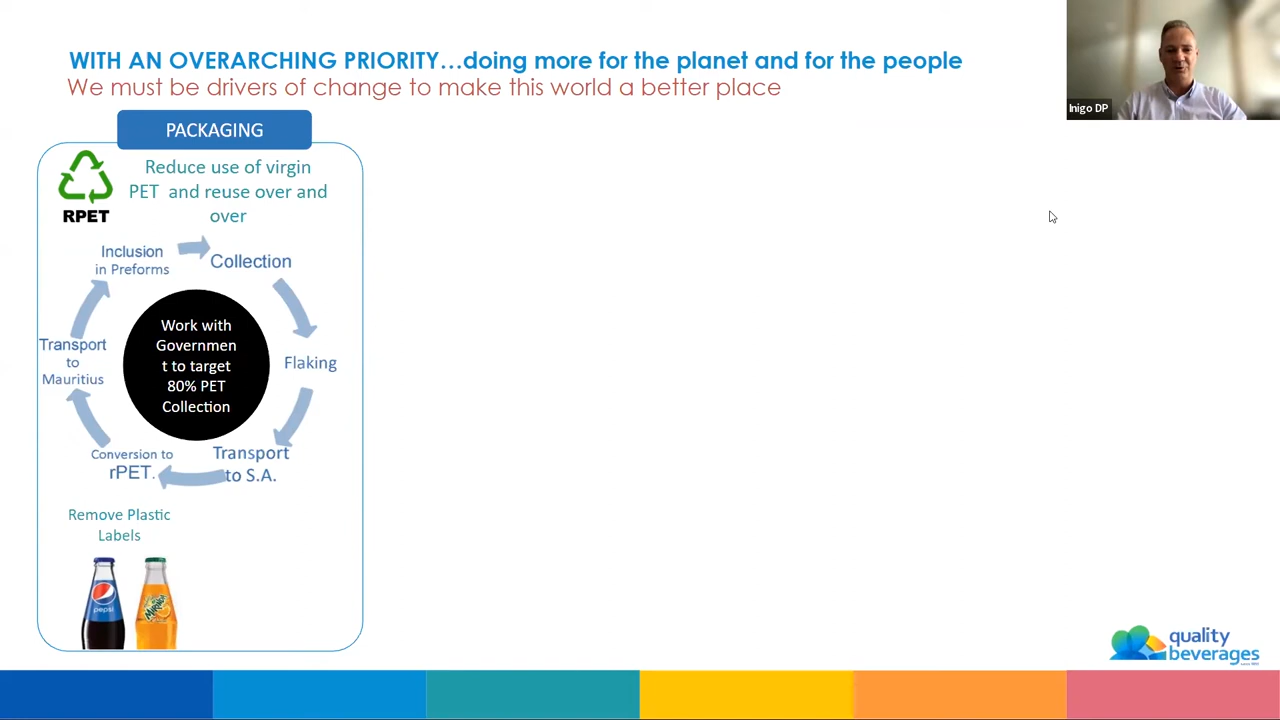 WITH AN OVERARCHING PRIORITY…doing more for the planet and for the people
We must be drivers of change to make this world a better place
Inigo DP
PACKAGING
Reduce use of virgin
PET and reuse over and
over
RPET
Inclusion
in Preforms
Collection
Flaking
Transport
to S.A.
Conversion to
rPET.
Transport
to
Mauritius
Work with
Governmen
t to target
80% PET
Collection
Remove Plastic
Labels
pepsi
quality
beverages